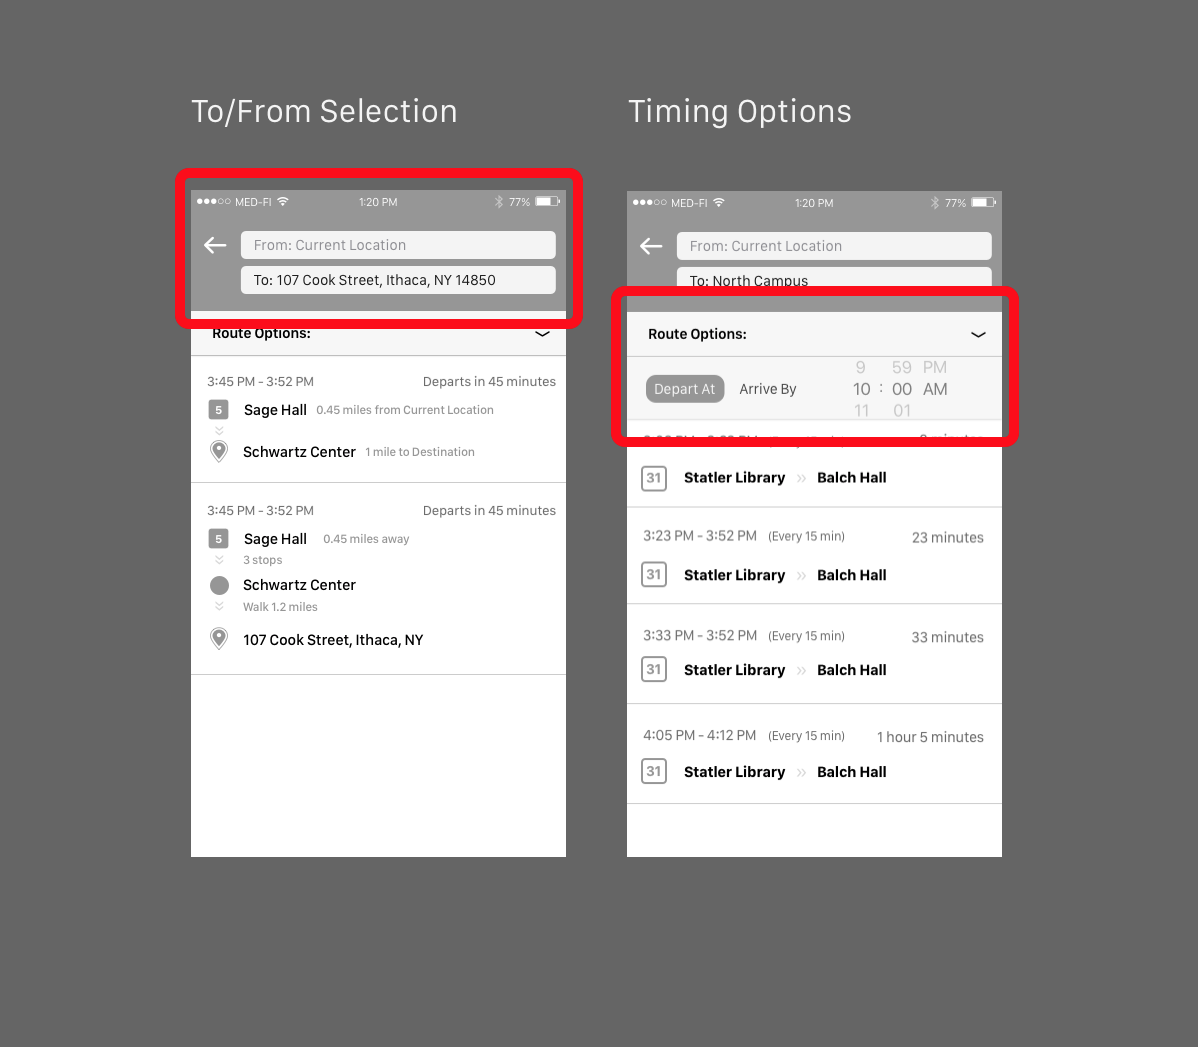 To/From Selection
MED-FI 1:20 PM 77%
From: Current Location
To: 107 Cook Street, Ithaca, NY 14850
Route Options:
3:45 PM - 3:52 PM Departs in 45 minutes
5 Sage Hall 0.45 miles from Current Location
Schwartz Center 1 mile to Destination
3:45 PM - 3:52 PM Departs in 45 minutes
5 Sage Hall 0.45 miles away
3 stops
Schwartz Center
Walk 1.2 miles
107 Cook Street, Ithaca, NY
Timing Options
MED-FI 1:20 PM 77%
From: Current Location
To: North Campus
Route Options:
9 59 PM
Depart At Arrive By 10 : 00 AM
11 01
31 Statler Library » Balch Hall
3:23 PM - 3:52 PM (Every 15 min) 23 minutes
31 Statler Library » Balch Hall
3:33 PM - 3:52 PM (Every 15 min) 33 minutes
31 Statler Library » Balch Hall
4:05 PM - 4:12 PM (Every 15 min) 1 hour 5 minutes
31 Statler Library » Balch Hall